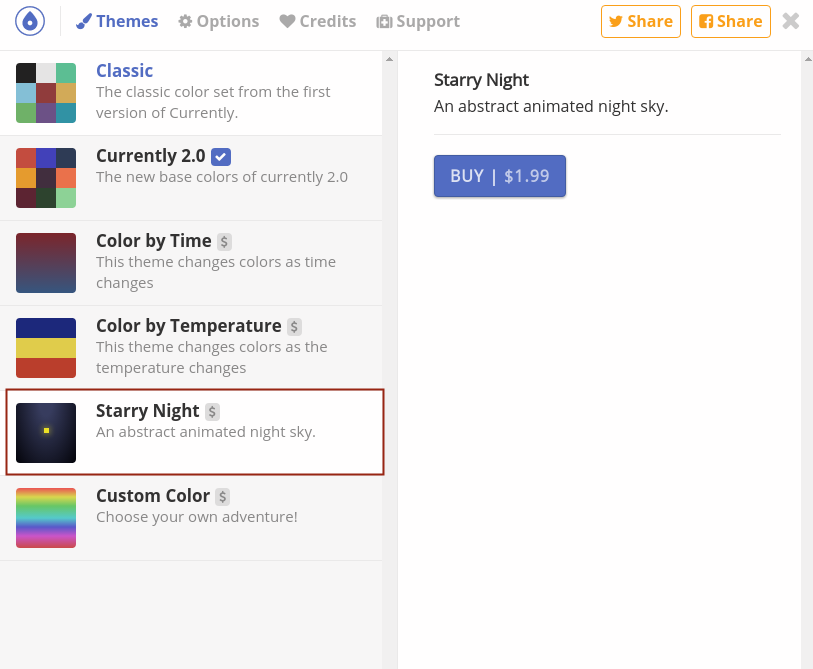 Themes Options Credits Support Share Share
Classic
The classic color set from the first
version of Currently.
Currently 2.0
The new base colors of currently 2.0
Color by Time $
This theme changes colors as time
changes
Color by Temperature $
This theme changes colors as the
temperature changes
Starry Night $
An abstract animated night sky.
Custom Color $
Choose your own adventure!
Starry Night
An abstract animated night sky.
BUY | $1.99